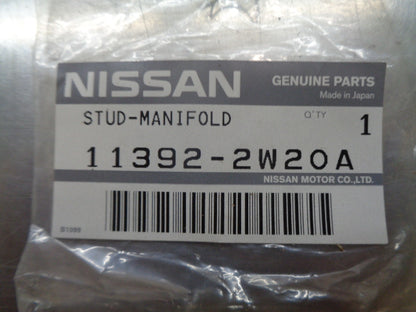 NISSAN GENUINE PARTS
Made in Japan
STUD-MANIFOLD Q'TY 1
11392-2W20A
NISSAN MOTOR CO.,LTD.